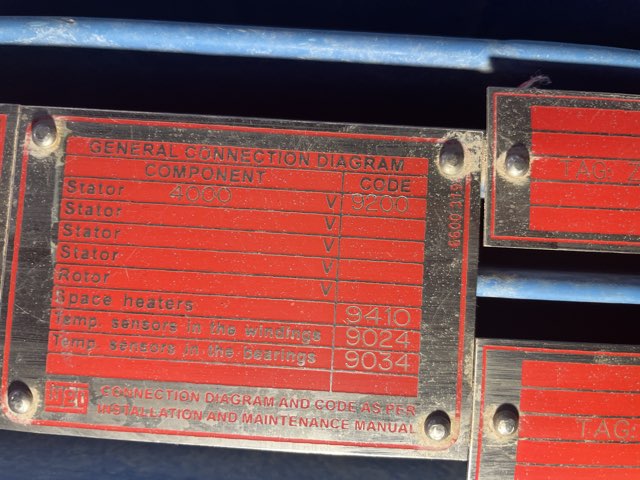 GENERAL CONNECTION DIAGRAM
COMPONENT CODE
Stator 4000 V 9200
Stator V
Stator V
Stator V
Rotor V
Space heaters 9410
Temp. sensors in the windings 9024
Temp. sensors in the bearings 9034
WEG CONNECTION DIAGRAM AND CODE AS PER
INSTALLATION AND MAINTENANCE MANUAL
TAG:
TAG: